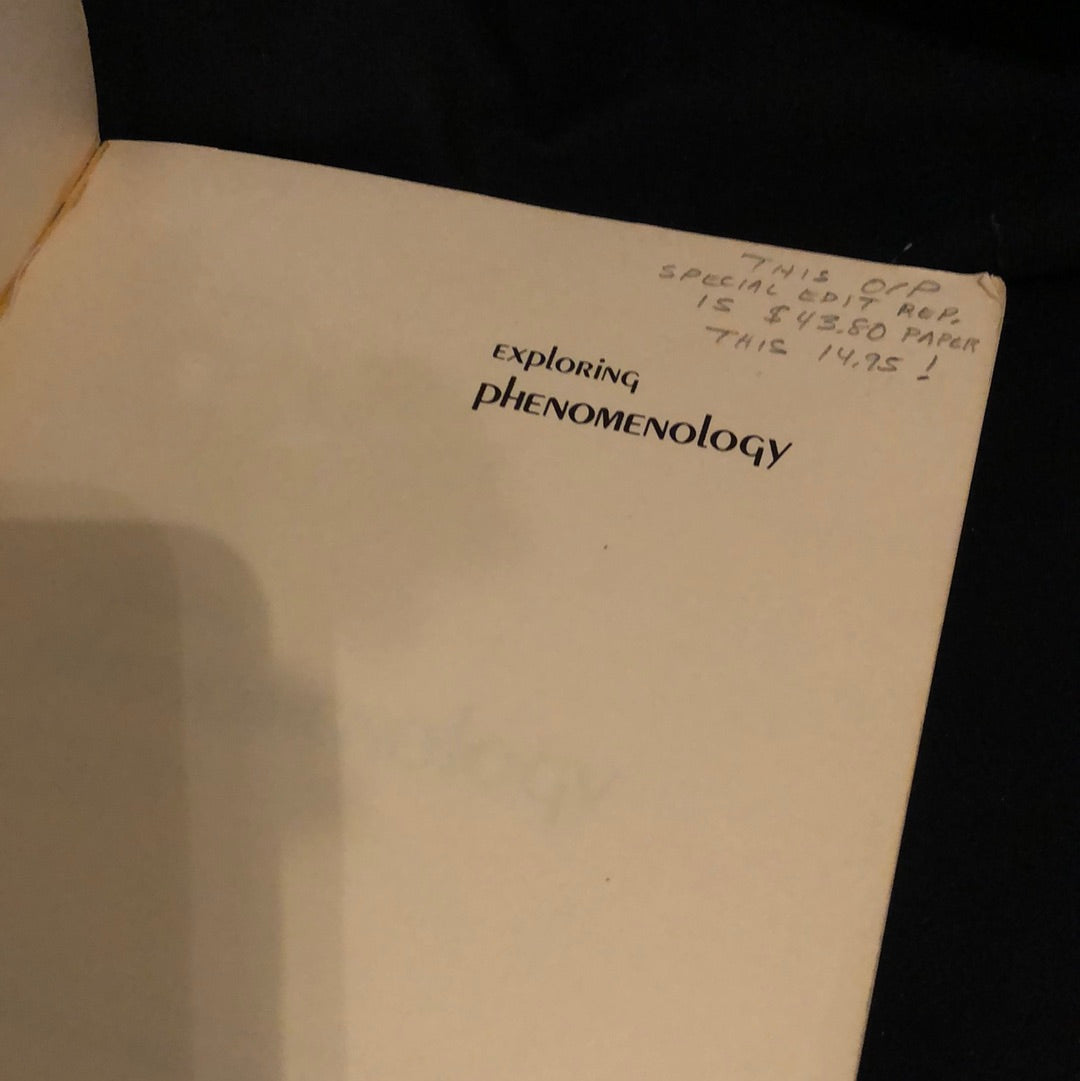 THIS O/P
SPECIAL EDIT REP.
IS $43.80 PAPER
THIS 14.95!
Exploring
phenomenology